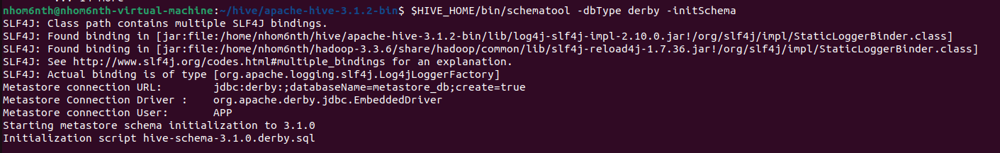 ... 14 more
nhom6nth@nhom6nth-virtual-machine:~/hive/apache-hive-3.1.2-bin$ $HIVE_HOME/bin/schematool -dbType derby -initSchema
SLF4J: Class path contains multiple SLF4J bindings.
SLF4J: Found binding in [jar:file:/home/nhom6nth/hive/apache-hive-3.1.2-bin/lib/log4j-slf4j-impl-2.10.0.jar!/org/slf4j/impl/StaticLoggerBinder.class]
SLF4J: Found binding in [jar:file:/home/nhom6nth/hadoop-3.3.6/share/hadoop/common/lib/slf4j-reload4j-1.7.36.jar!/org/slf4j/impl/StaticLoggerBinder.class]
SLF4J: See http://www.slf4j.org/codes.html#multiple_bindings for an explanation.
SLF4J: Actual binding is of type [org.apache.logging.slf4j.Log4jLoggerFactory]
Metastore connection URL:        jdbc:derby:;databaseName=metastore_db;create=true
Metastore Connection Driver :    org.apache.derby.jdbc.EmbeddedDriver
Metastore connection User:       APP
Starting metastore schema initialization to 3.1.0
Initialization script hive-schema-3.1.0.derby.sql